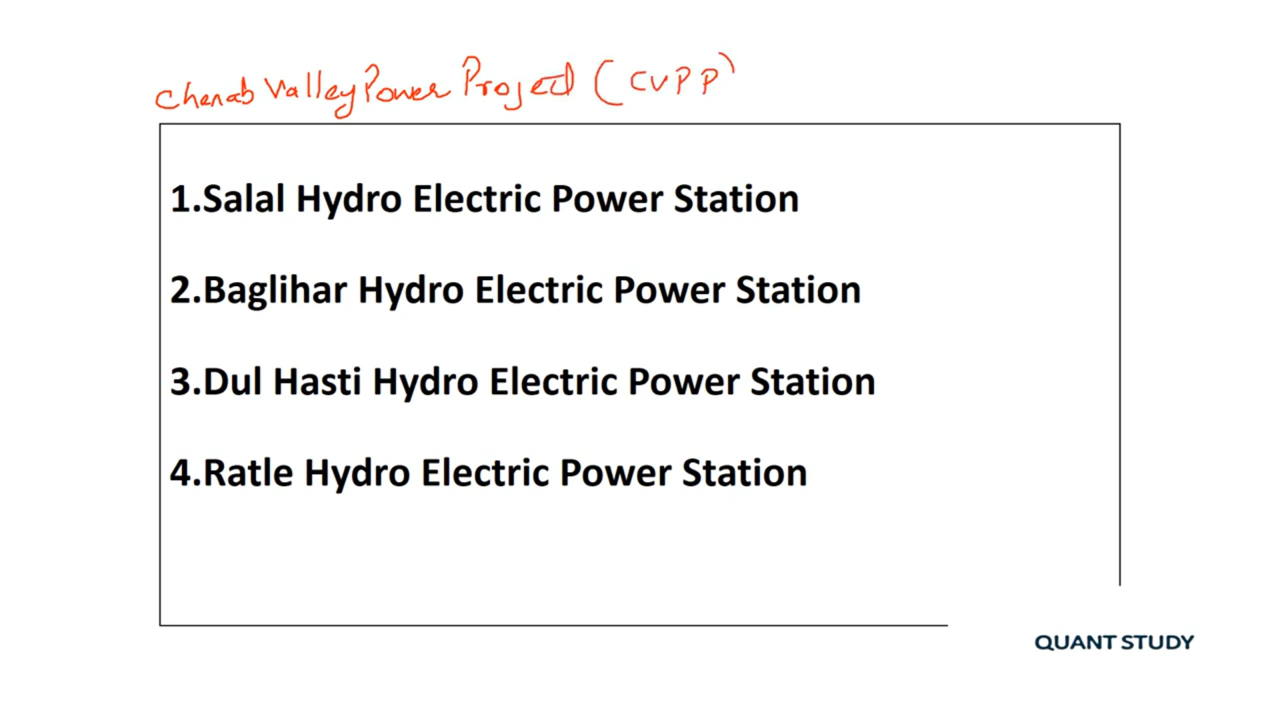 Chenab Valley Power Project (CVPP)
1.Salal Hydro Electric Power Station
2.Baglihar Hydro Electric Power Station
3.Dul Hasti Hydro Electric Power Station
4.Ratle Hydro Electric Power Station
QUANT STUDY